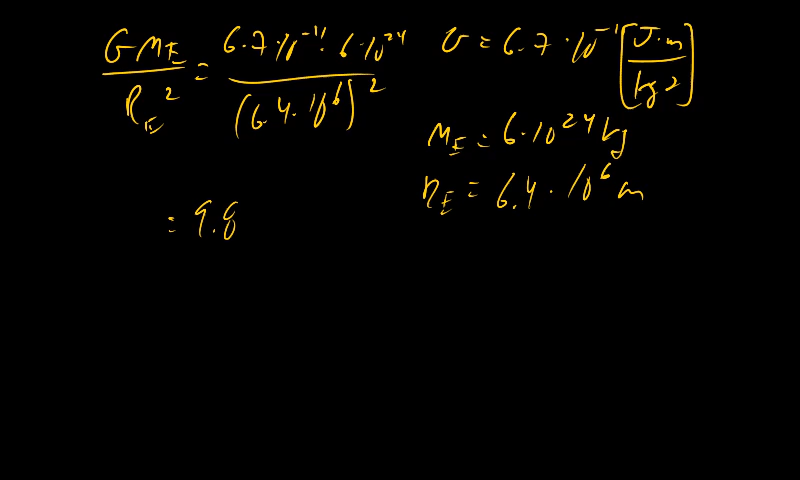 G M_E / R_E^2 = 6.7·10^-11 · 6·10^24 / (6.4·10^6)^2
G = 6.7·10^-11 [J·m / kg^2]
M_E = 6·10^24 kg
R_E = 6.4·10^6 m
= 9.8